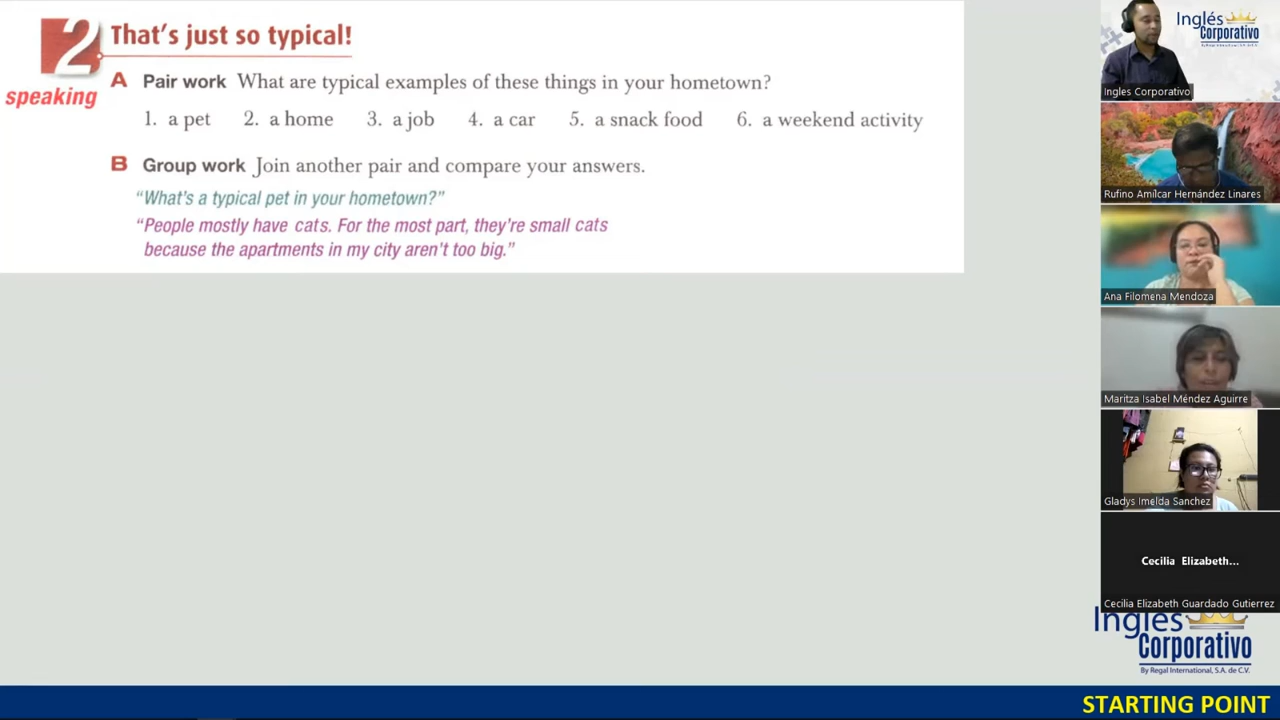 2
speaking
That's just so typical!
A Pair work What are typical examples of these things in your hometown?
1. a pet 2. a home 3. a job 4. a car 5. a snack food 6. a weekend activity
B Group work Join another pair and compare your answers.
“What's a typical pet in your hometown?”
“People mostly have cats. For the most part, they're small cats
because the apartments in my city aren't too big.”
Inglés
Corporativo
By Regal International, S.A. de C.V.
Ingles Corporativo
Rufino Amílcar Hernández Linares
Ana Filomena Mendoza
Maritza Isabel Méndez Aguirre
Gladys Imelda Sanchez
Cecilia Elizabeth...
Cecilia Elizabeth Guardado Gutierrez
Inglés
Corporativo
By Regal International, S.A. de C.V.
STARTING POINT